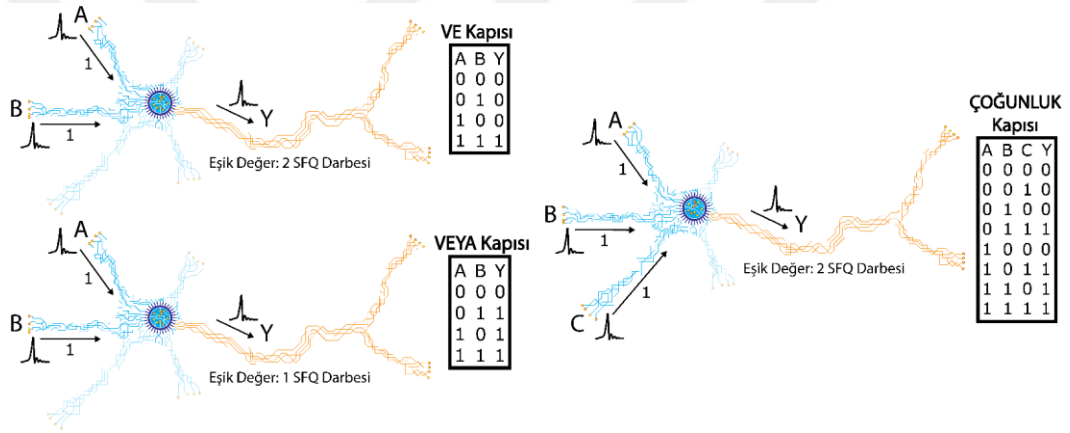 A
1
B
1
Y
Eşik Değer: 2 SFQ Darbesi
VE Kapısı
A B Y
0 0 0
0 1 0
1 0 0
1 1 1
A
1
B
1
Y
Eşik Değer: 1 SFQ Darbesi
VEYA Kapısı
A B Y
0 0 0
0 1 1
1 0 1
1 1 1
A
1
B
1
C
1
Y
Eşik Değer: 2 SFQ Darbesi
ÇOĞUNLUK
Kapısı
A B C Y
0 0 0 0
0 0 1 0
0 1 0 0
0 1 1 1
1 0 0 0
1 0 1 1
1 1 0 1
1 1 1 1